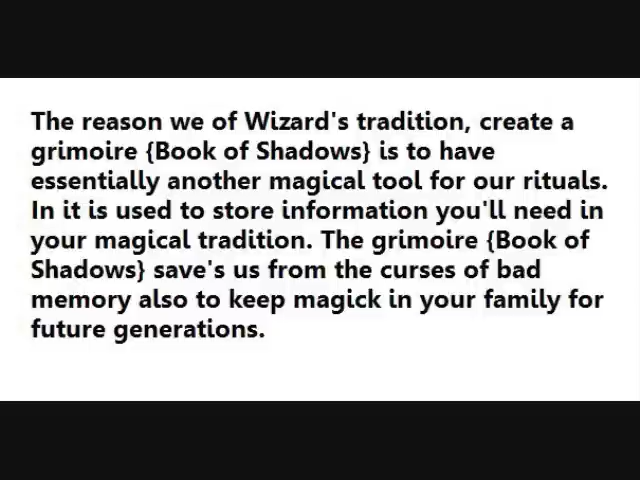 The reason we of Wizard's tradition, create a
grimoire {Book of Shadows} is to have
essentially another magical tool for our rituals.
In it is used to store information you'll need in
your magical tradition. The grimoire {Book of
Shadows} save's us from the curses of bad
memory also to keep magick in your family for
future generations.